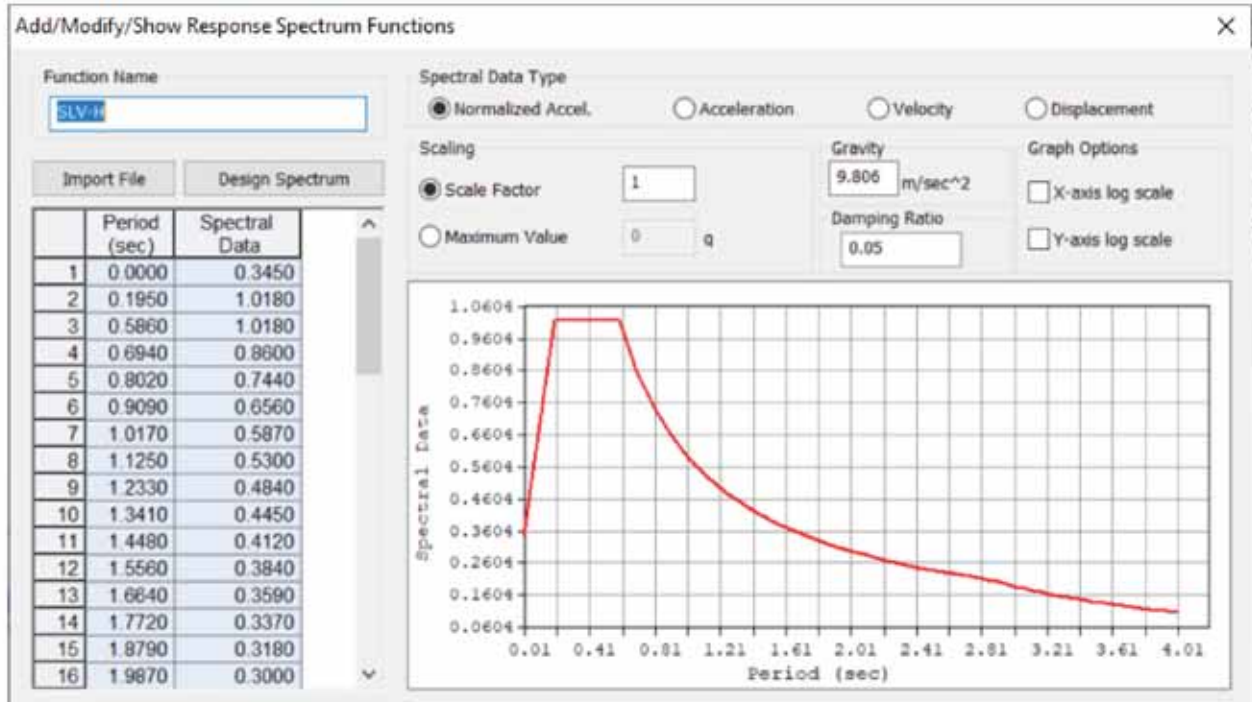 Add/Modify/Show Response Spectrum Functions
Function Name
SLV-H
Import File Design Spectrum
Period (sec) Spectral Data
1 0.0000 0.3450
2 0.1950 1.0180
3 0.5860 1.0180
4 0.6940 0.8600
5 0.8020 0.7440
6 0.9090 0.6560
7 1.0170 0.5870
8 1.1250 0.5300
9 1.2330 0.4840
10 1.3410 0.4450
11 1.4480 0.4120
12 1.5560 0.3840
13 1.6640 0.3590
14 1.7720 0.3370
15 1.8790 0.3180
16 1.9870 0.3000
Spectral Data Type
Normalized Accel. Acceleration Velocity Displacement
Scaling
Scale Factor 1
Maximum Value 0 g
Gravity
9.806 m/sec^2
Damping Ratio
0.05
Graph Options
X-axis log scale
Y-axis log scale
Spectral Data
1.0604
0.9604
0.8604
0.7604
0.6604
0.5604
0.4604
0.3604
0.2604
0.1604
0.0604
0.01 0.41 0.81 1.21 1.61 2.01 2.41 2.81 3.21 3.61 4.01
Period (sec)